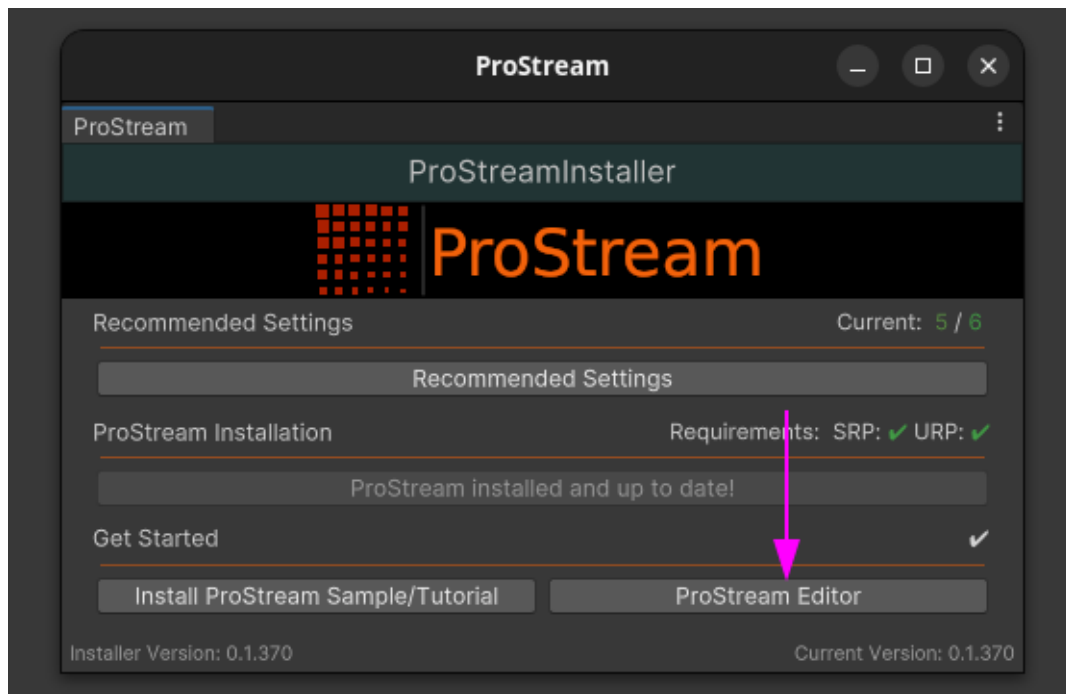 ProStream
ProStream
ProStreamInstaller
ProStream
Recommended Settings Current: 5 / 6
Recommended Settings
ProStream Installation Requirements: SRP: ✔ URP: ✔
ProStream installed and up to date!
Get Started ✔
Install ProStream Sample/Tutorial ProStream Editor
Installer Version: 0.1.370 Current Version: 0.1.370